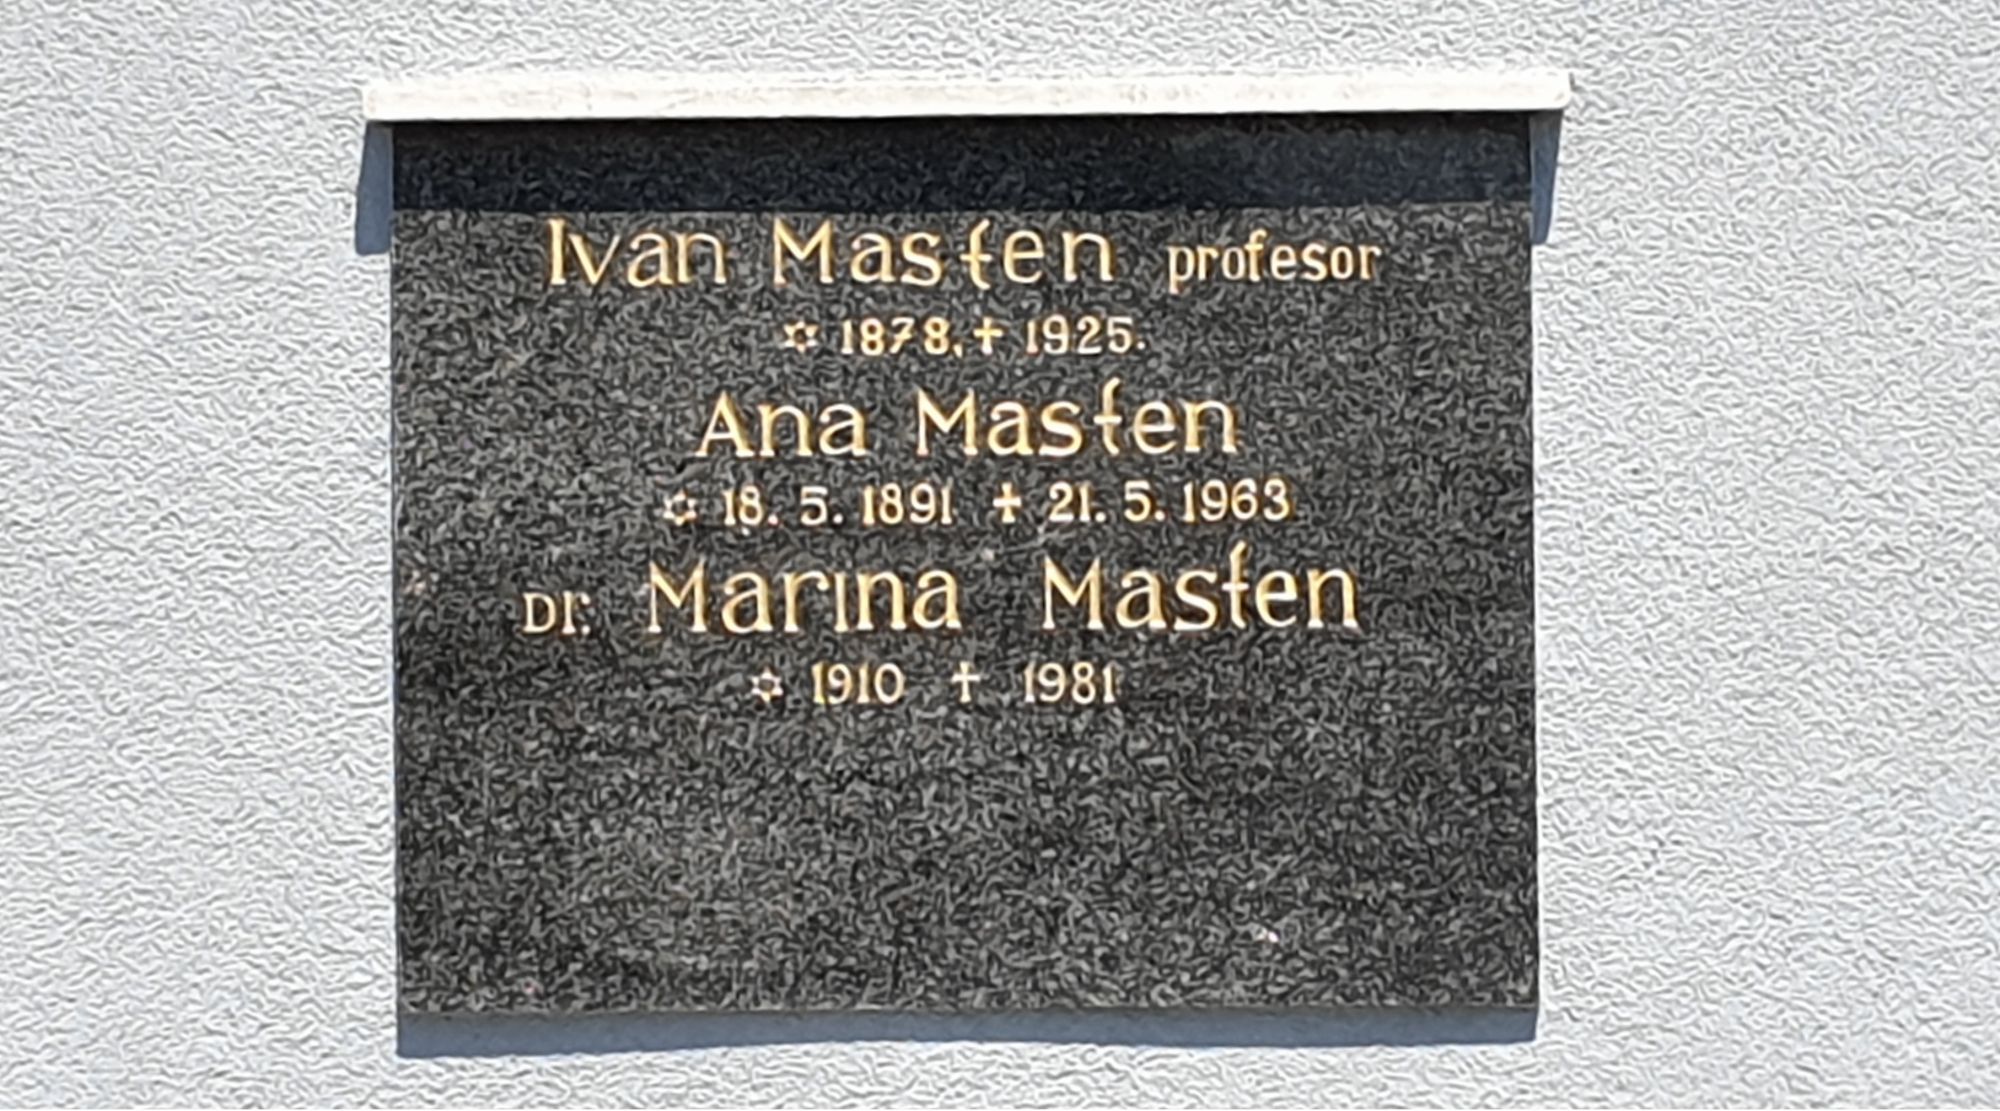 Ivan Masten profesor
✡ 1878. ✝ 1925.
Ana Masten
✡ 18. 5. 1891 ✝ 21. 5. 1963
Dr. Marina Masten
✡ 1910 ✝ 1981